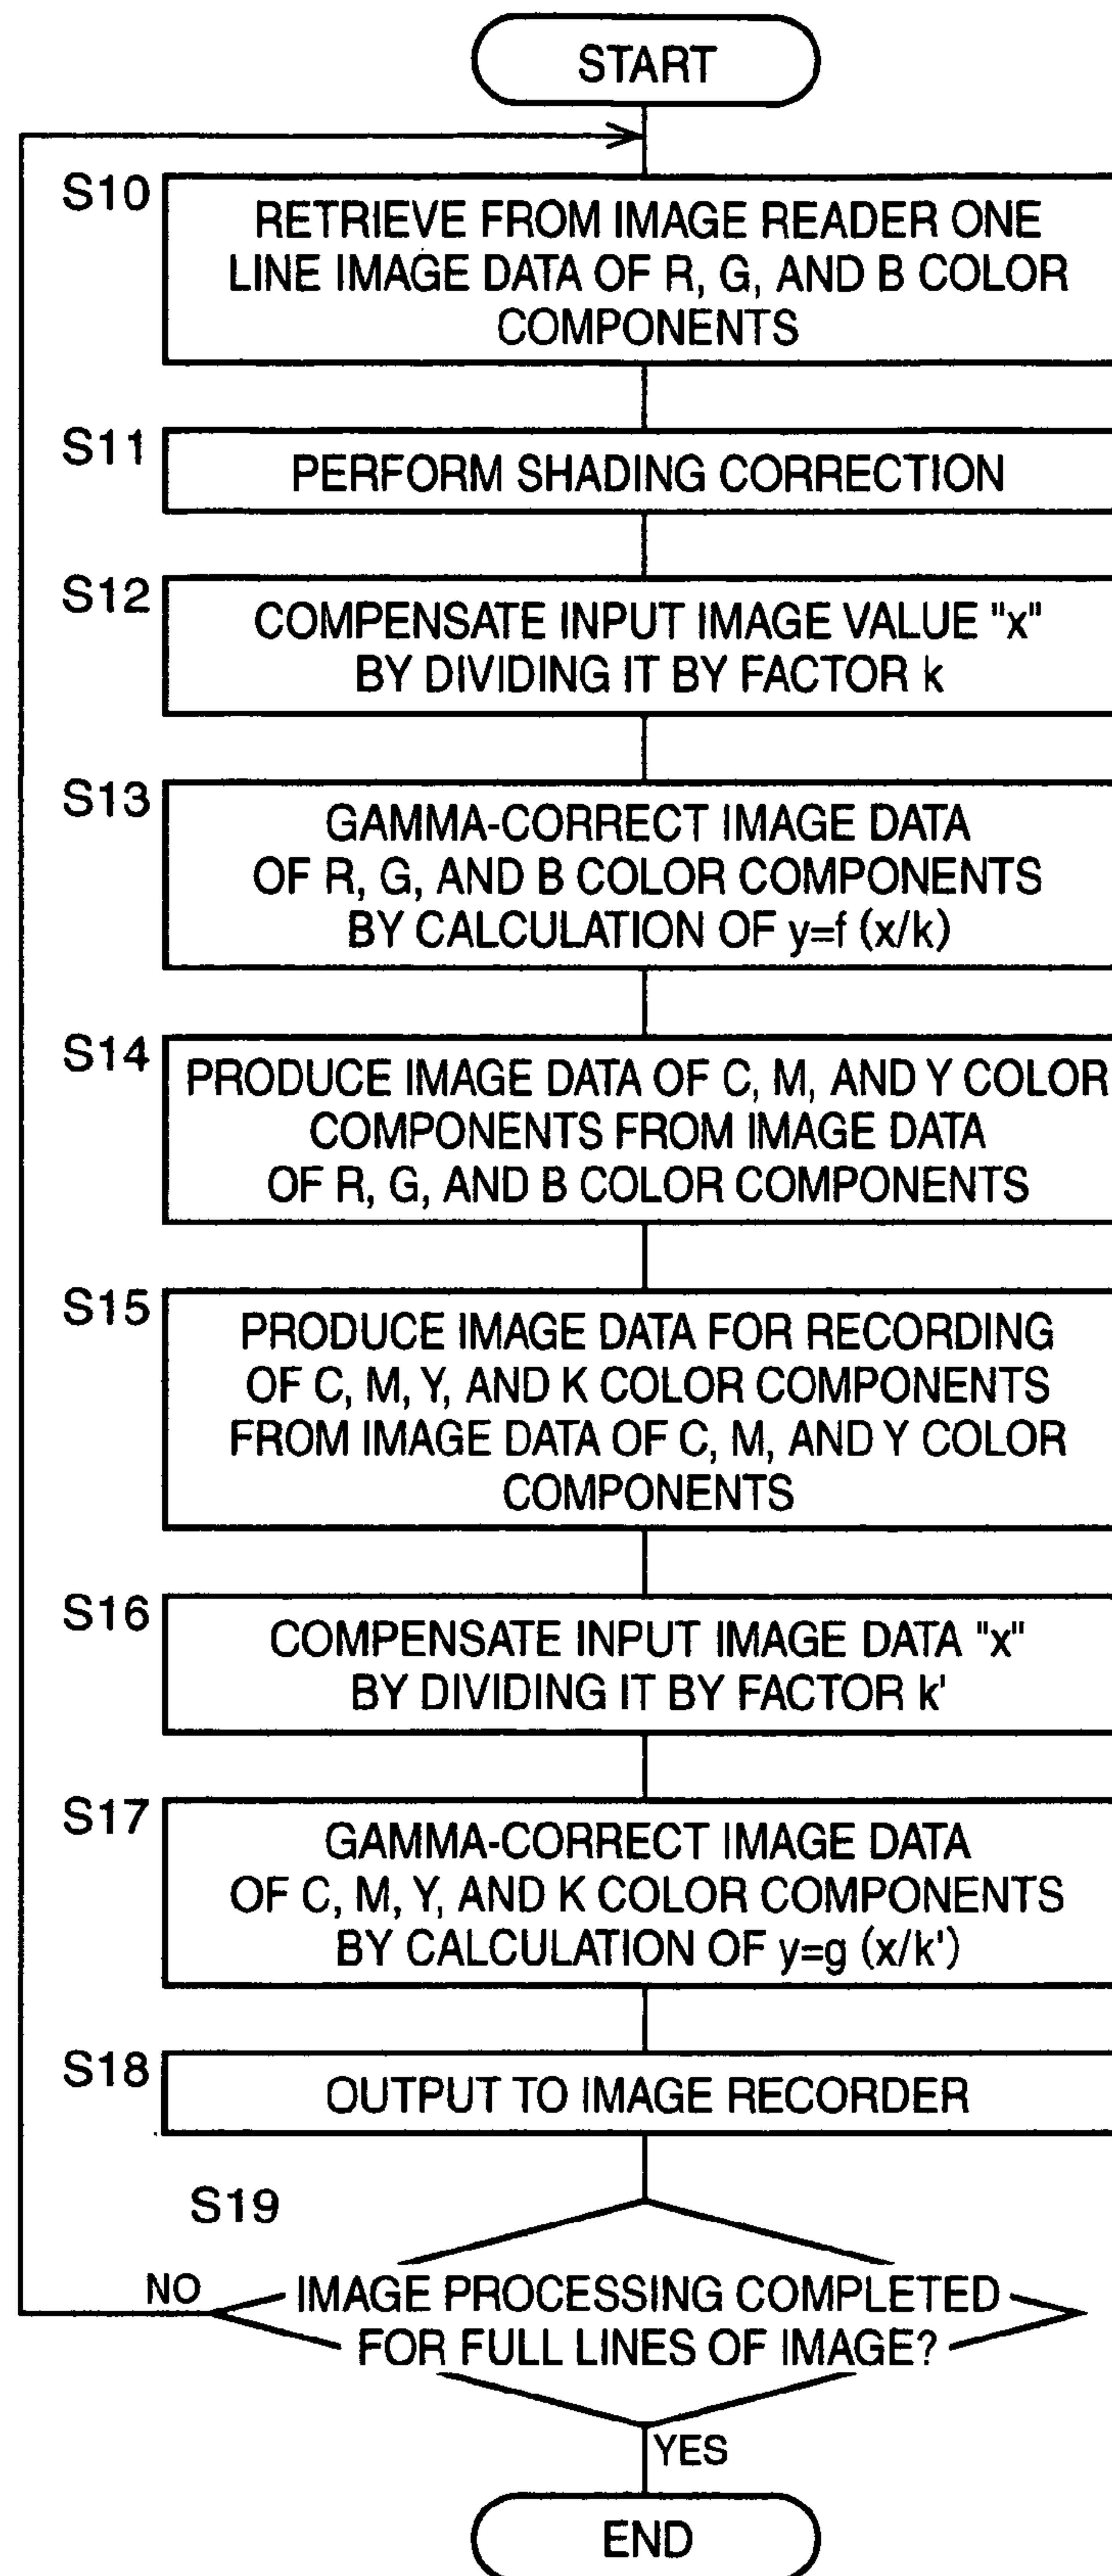 START
S10
RETRIEVE FROM IMAGE READER ONE
LINE IMAGE DATA OF R, G, AND B COLOR
COMPONENTS
S11
PERFORM SHADING CORRECTION
S12
COMPENSATE INPUT IMAGE VALUE "x"
BY DIVIDING IT BY FACTOR k
S13
GAMMA-CORRECT IMAGE DATA
OF R, G, AND B COLOR COMPONENTS
BY CALCULATION OF y=f (x/k)
S14
PRODUCE IMAGE DATA OF C, M, AND Y COLOR
COMPONENTS FROM IMAGE DATA
OF R, G, AND B COLOR COMPONENTS
S15
PRODUCE IMAGE DATA FOR RECORDING
OF C, M, Y, AND K COLOR COMPONENTS
FROM IMAGE DATA OF C, M, AND Y COLOR
COMPONENTS
S16
COMPENSATE INPUT IMAGE DATA "x"
BY DIVIDING IT BY FACTOR k'
S17
GAMMA-CORRECT IMAGE DATA
OF C, M, Y, AND K COLOR COMPONENTS
BY CALCULATION OF y=g (x/k')
S18
OUTPUT TO IMAGE RECORDER
S19
NO
IMAGE PROCESSING COMPLETED
FOR FULL LINES OF IMAGE?
YES
END